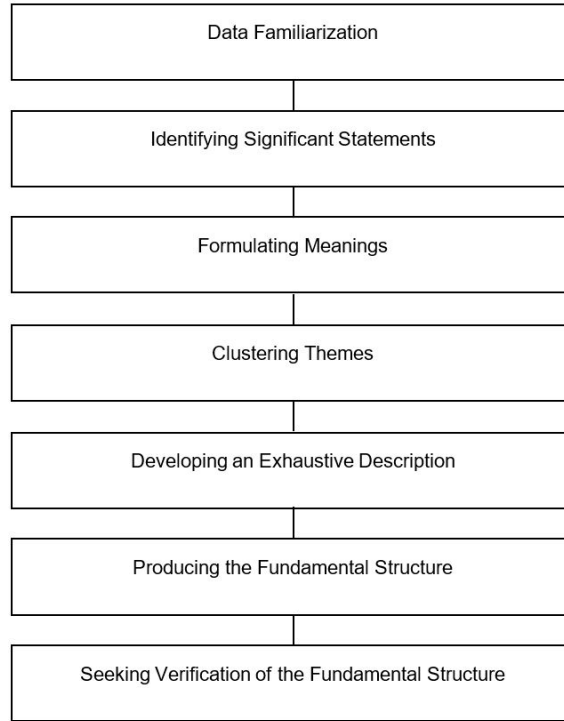 Data Familiarization
Identifying Significant Statements
Formulating Meanings
Clustering Themes
Developing an Exhaustive Description
Producing the Fundamental Structure
Seeking Verification of the Fundamental Structure